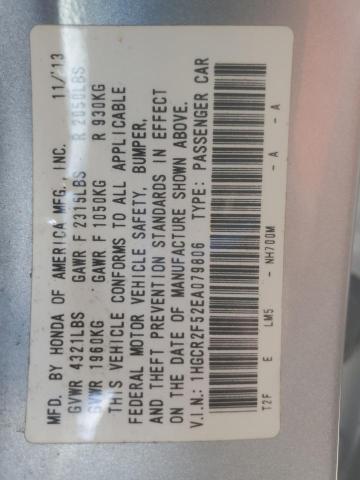 MFD. BY HONDA OF AMERICA MFG., INC. 11/'13
GVWR 4321LBS GAWR F 2315LBS R 2050LBS
GVWR 1960KG GAWR F 1050KG R 930KG
THIS VEHICLE CONFORMS TO ALL APPLICABLE
FEDERAL MOTOR VEHICLE SAFETY, BUMPER,
AND THEFT PREVENTION STANDARDS IN EFFECT
ON THE DATE OF MANUFACTURE SHOWN ABOVE.
V.I.N.: 1HGCR2F52EA079806 TYPE: PASSENGER CAR
T2F E LM5 - NH700M - A - A